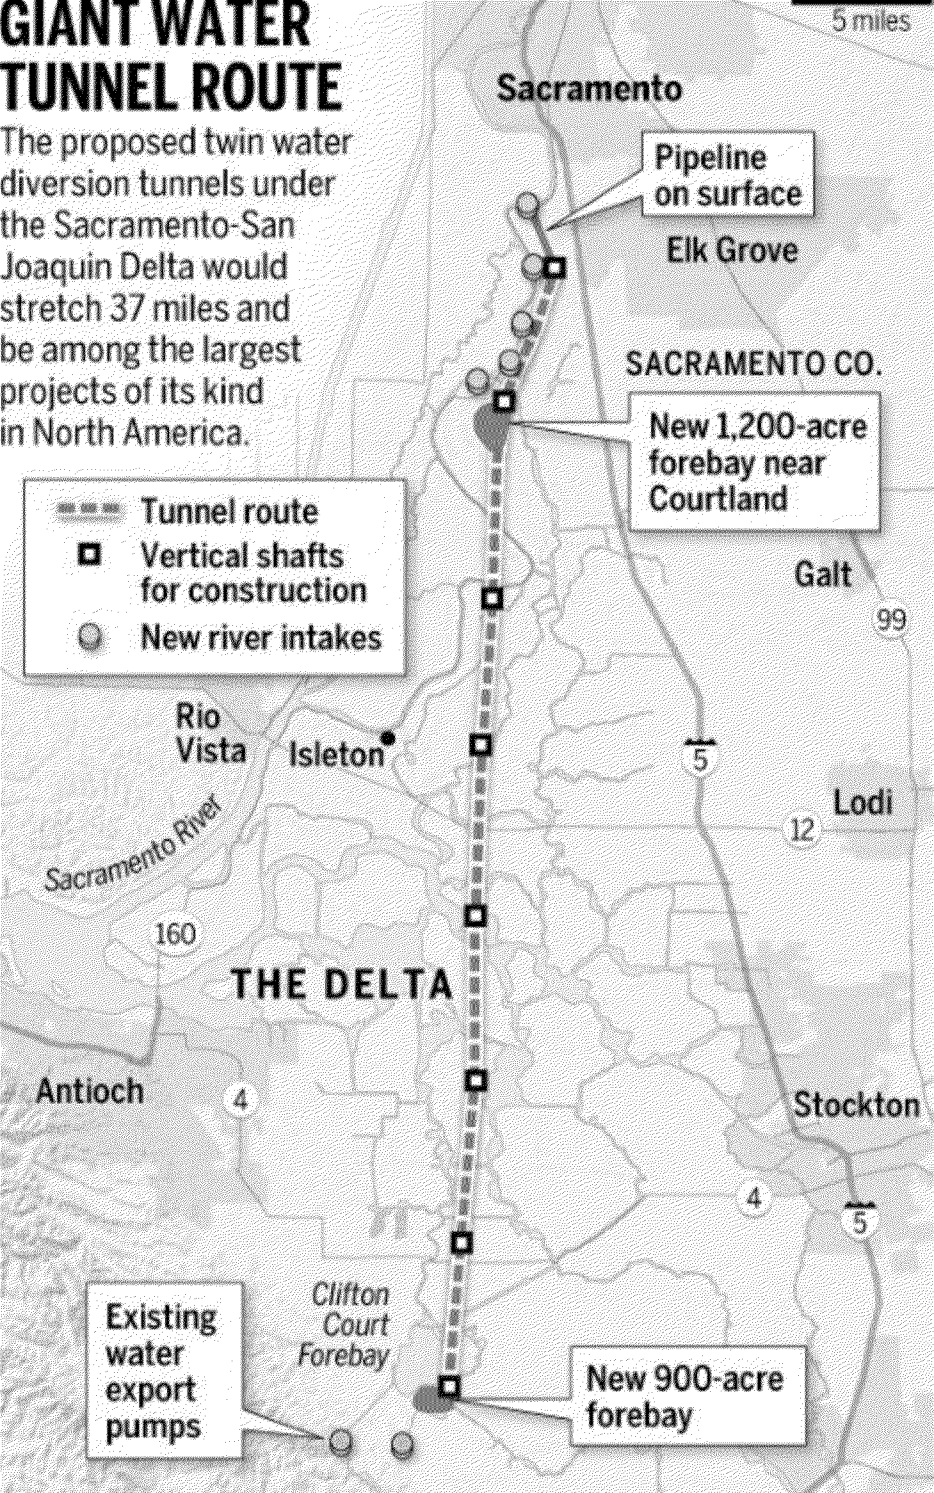 GIANT WATER
TUNNEL ROUTE
The proposed twin water
diversion tunnels under
the Sacramento-San
Joaquin Delta would
stretch 37 miles and
be among the largest
projects of its kind
in North America.
5 miles
Sacramento
Pipeline
on surface
Elk Grove
SACRAMENTO CO.
New 1,200-acre
forebay near
Courtland
Tunnel route
Vertical shafts
for construction
New river intakes
Galt
99
Rio
Vista
Isleton
5
Lodi
12
Sacramento River
160
THE DELTA
Antioch
4
Stockton
4
5
Clifton
Court
Forebay
Existing
water
export
pumps
New 900-acre
forebay